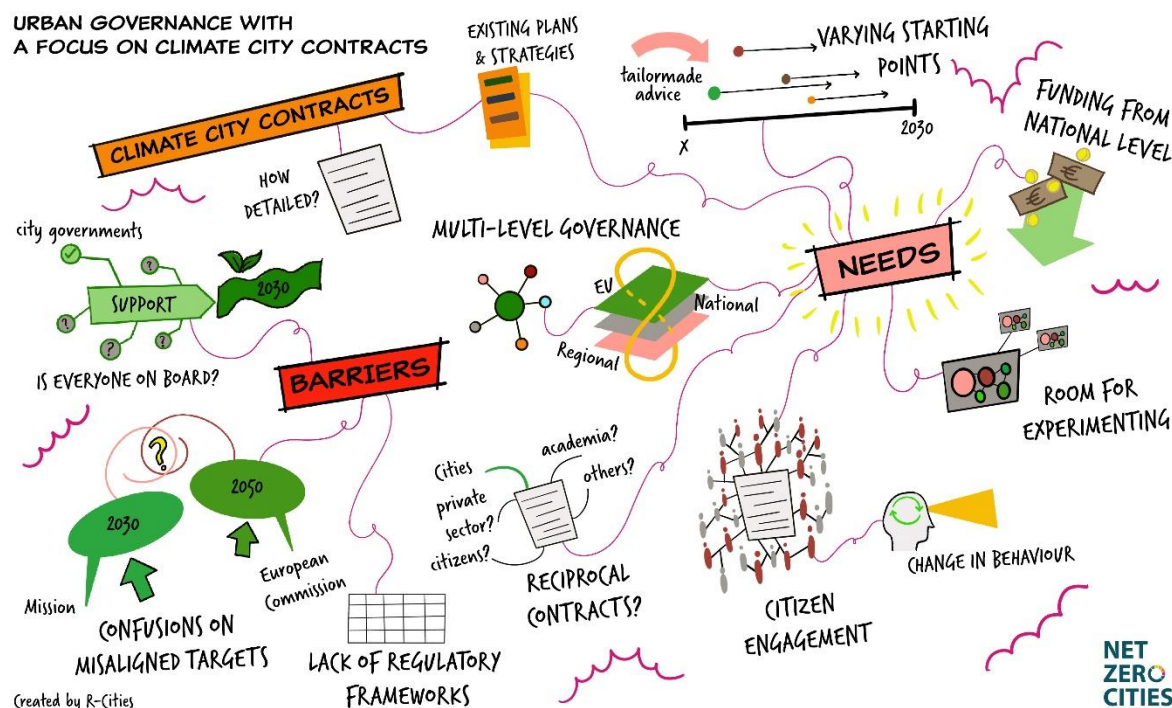 URBAN GOVERNANCE WITH
A FOCUS ON CLIMATE CITY CONTRACTS
CLIMATE CITY CONTRACTS
HOW
DETAILED?
EXISTING PLANS
& STRATEGIES
tailormade
advice
VARYING STARTING
POINTS
X
2030
FUNDING FROM
NATIONAL LEVEL
€
€
city governments
?
?
?
?
?
SUPPORT
2030
IS EVERYONE ON BOARD?
MULTI-LEVEL GOVERNANCE
EU
National
Regional
NEEDS
ROOM FOR
EXPERIMENTING
BARRIERS
?
2030
2050
Mission
European
Commission
CONFUSIONS ON
MISALIGNED TARGETS
LACK OF REGULATORY
FRAMEWORKS
Cities
private
sector?
citizens?
academia?
others?
RECIPROCAL
CONTRACTS?
CITIZEN
ENGAGEMENT
CHANGE IN BEHAVIOUR
Created by R-Cities
NET
ZERO
CITIES